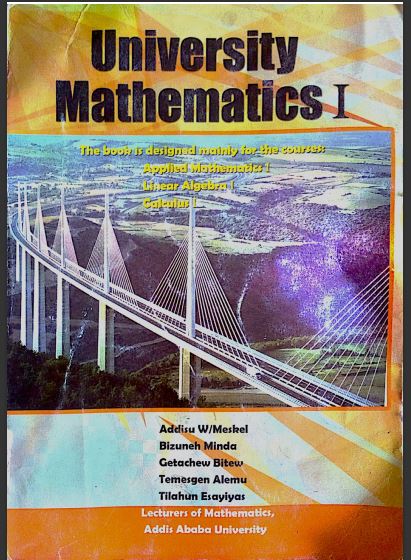 University
Mathematics I
The book is designed mainly for the courses:
Applied Mathematics I
Linear Algebra I
Calculus I
Addisu W/Meskel
Bizuneh Minda
Getachew Bitew
Temesgen Alemu
Tilahun Esayiyas
Lecturers of Mathematics,
Addis Ababa University